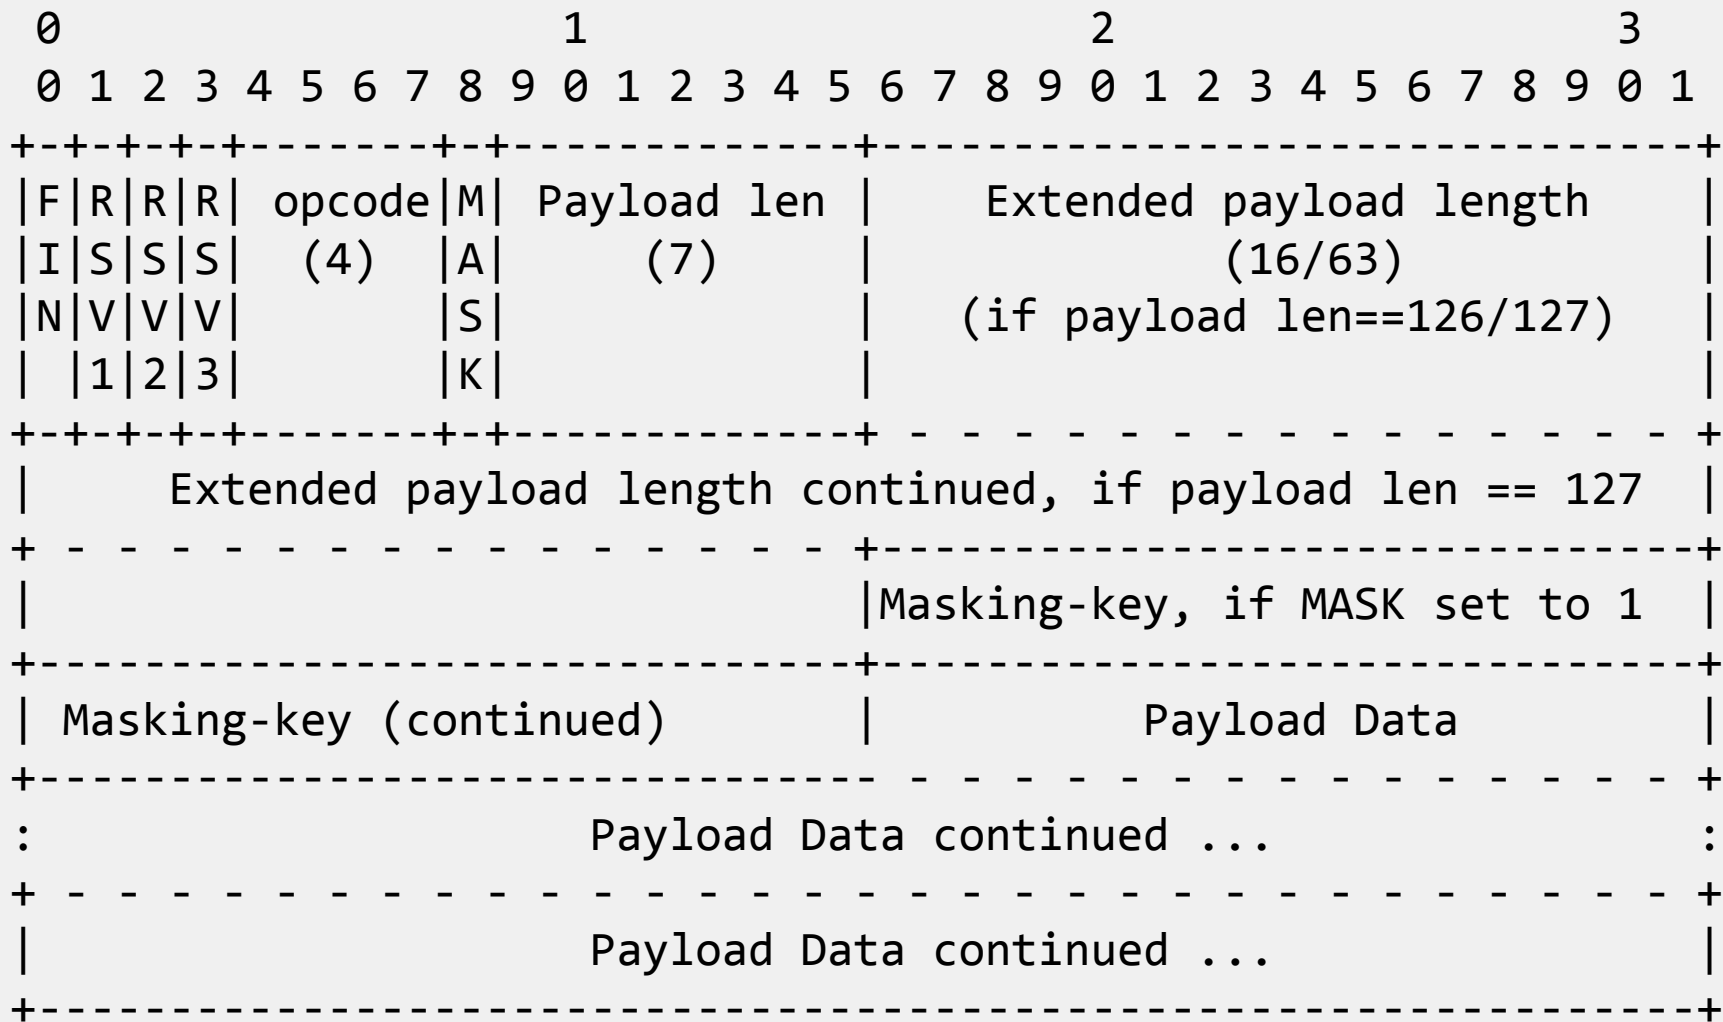 0                   1                   2                   3
 0 1 2 3 4 5 6 7 8 9 0 1 2 3 4 5 6 7 8 9 0 1 2 3 4 5 6 7 8 9 0 1
+-+-+-+-+-------+-+-------------+-------------------------------+
|F|R|R|R| opcode|M| Payload len |    Extended payload length    |
|I|S|S|S|  (4)  |A|     (7)     |             (16/63)           |
|N|V|V|V|       |S|             |   (if payload len==126/127)   |
| |1|2|3|       |K|             |                               |
+-+-+-+-+-------+-+-------------+ - - - - - - - - - - - - - - - +
|     Extended payload length continued, if payload len == 127  |
+ - - - - - - - - - - - - - - - +-------------------------------+
|                               |Masking-key, if MASK set to 1  |
+-------------------------------+-------------------------------+
| Masking-key (continued)       |          Payload Data         |
+-------------------------------- - - - - - - - - - - - - - - - +
:                     Payload Data continued ...                :
+ - - - - - - - - - - - - - - - - - - - - - - - - - - - - - - - +
|                     Payload Data continued ...                |
+---------------------------------------------------------------+